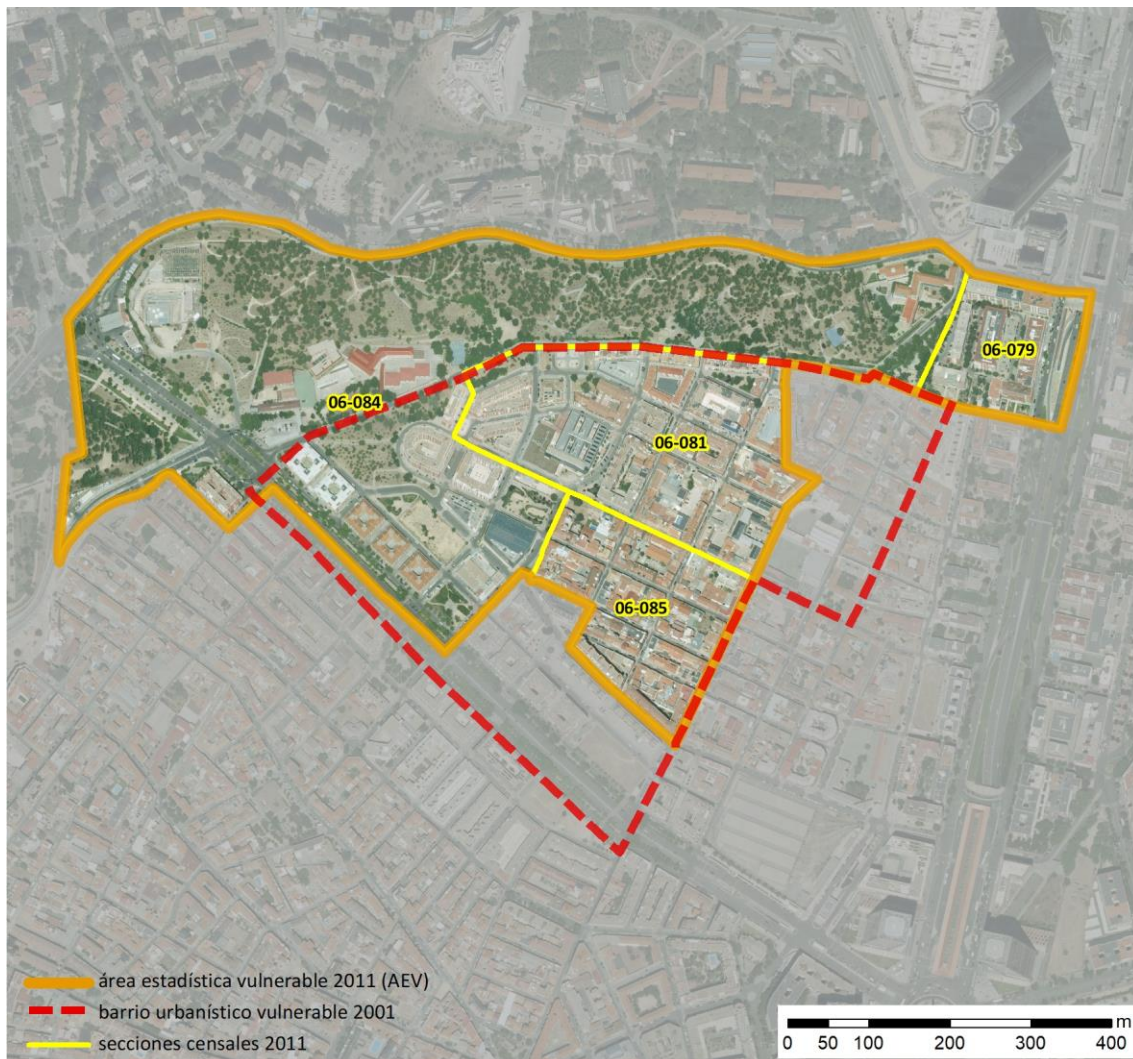 06-079
06-084
06-081
06-085
área estadística vulnerable 2011 (AEV)
barrio urbanístico vulnerable 2001
secciones censales 2011
m
0 50 100 200 300 400